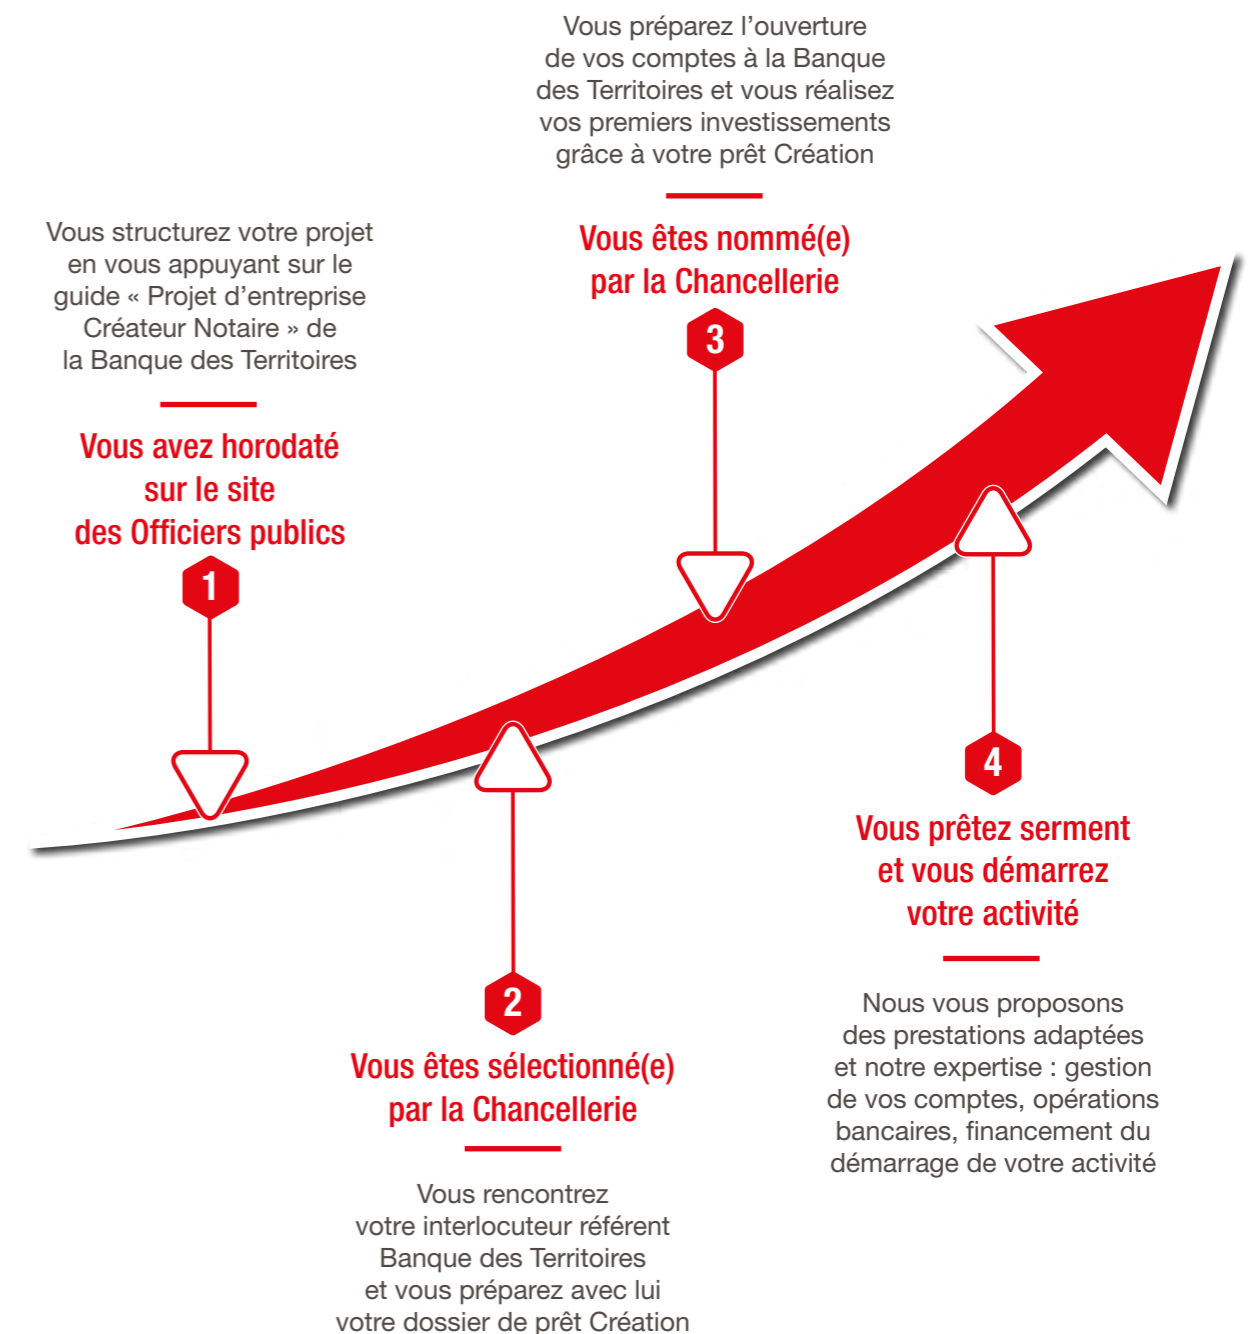 Vous structurez votre projet
en vous appuyant sur le
guide « Projet d’entreprise
Créateur Notaire » de
la Banque des Territoires
Vous avez horodaté
sur le site
des Officiers publics
1
2
Vous êtes sélectionné(e)
par la Chancellerie
Vous rencontrez
votre interlocuteur référent
Banque des Territoires
et vous préparez avec lui
votre dossier de prêt Création
Vous préparez l’ouverture
de vos comptes à la Banque
des Territoires et vous réalisez
vos premiers investissements
grâce à votre prêt Création
Vous êtes nommé(e)
par la Chancellerie
3
4
Vous prêtez serment
et vous démarrez
votre activité
Nous vous proposons
des prestations adaptées
et notre expertise : gestion
de vos comptes, opérations
bancaires, financement du
démarrage de votre activité